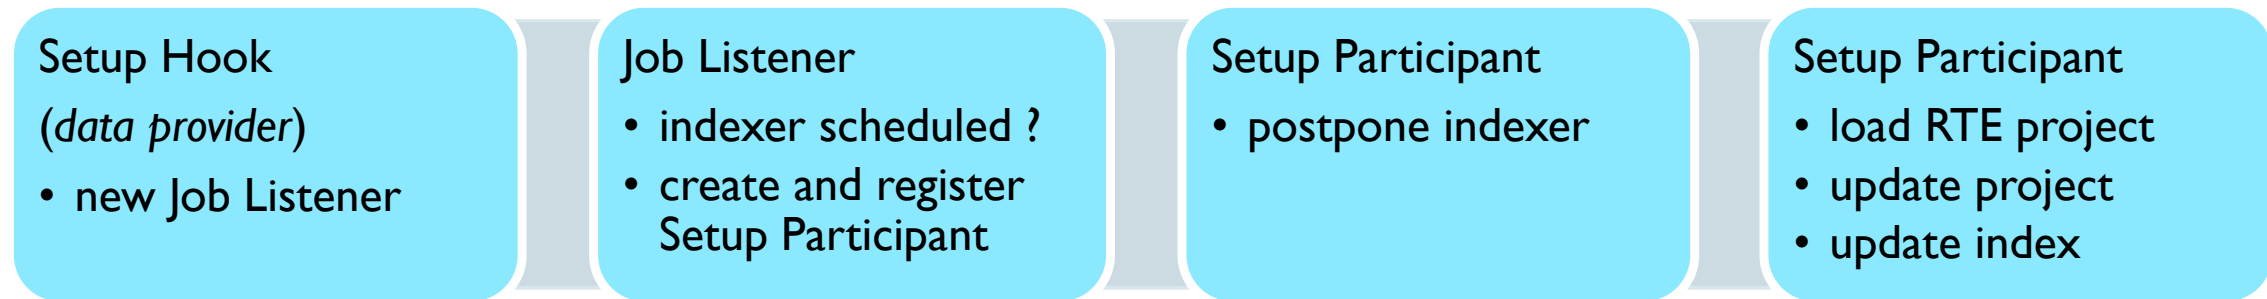 Setup Hook
(data provider)
• new Job Listener
Job Listener
• indexer scheduled ?
• create and register
Setup Participant
Setup Participant
• postpone indexer
Setup Participant
• load RTE project
• update project
• update index